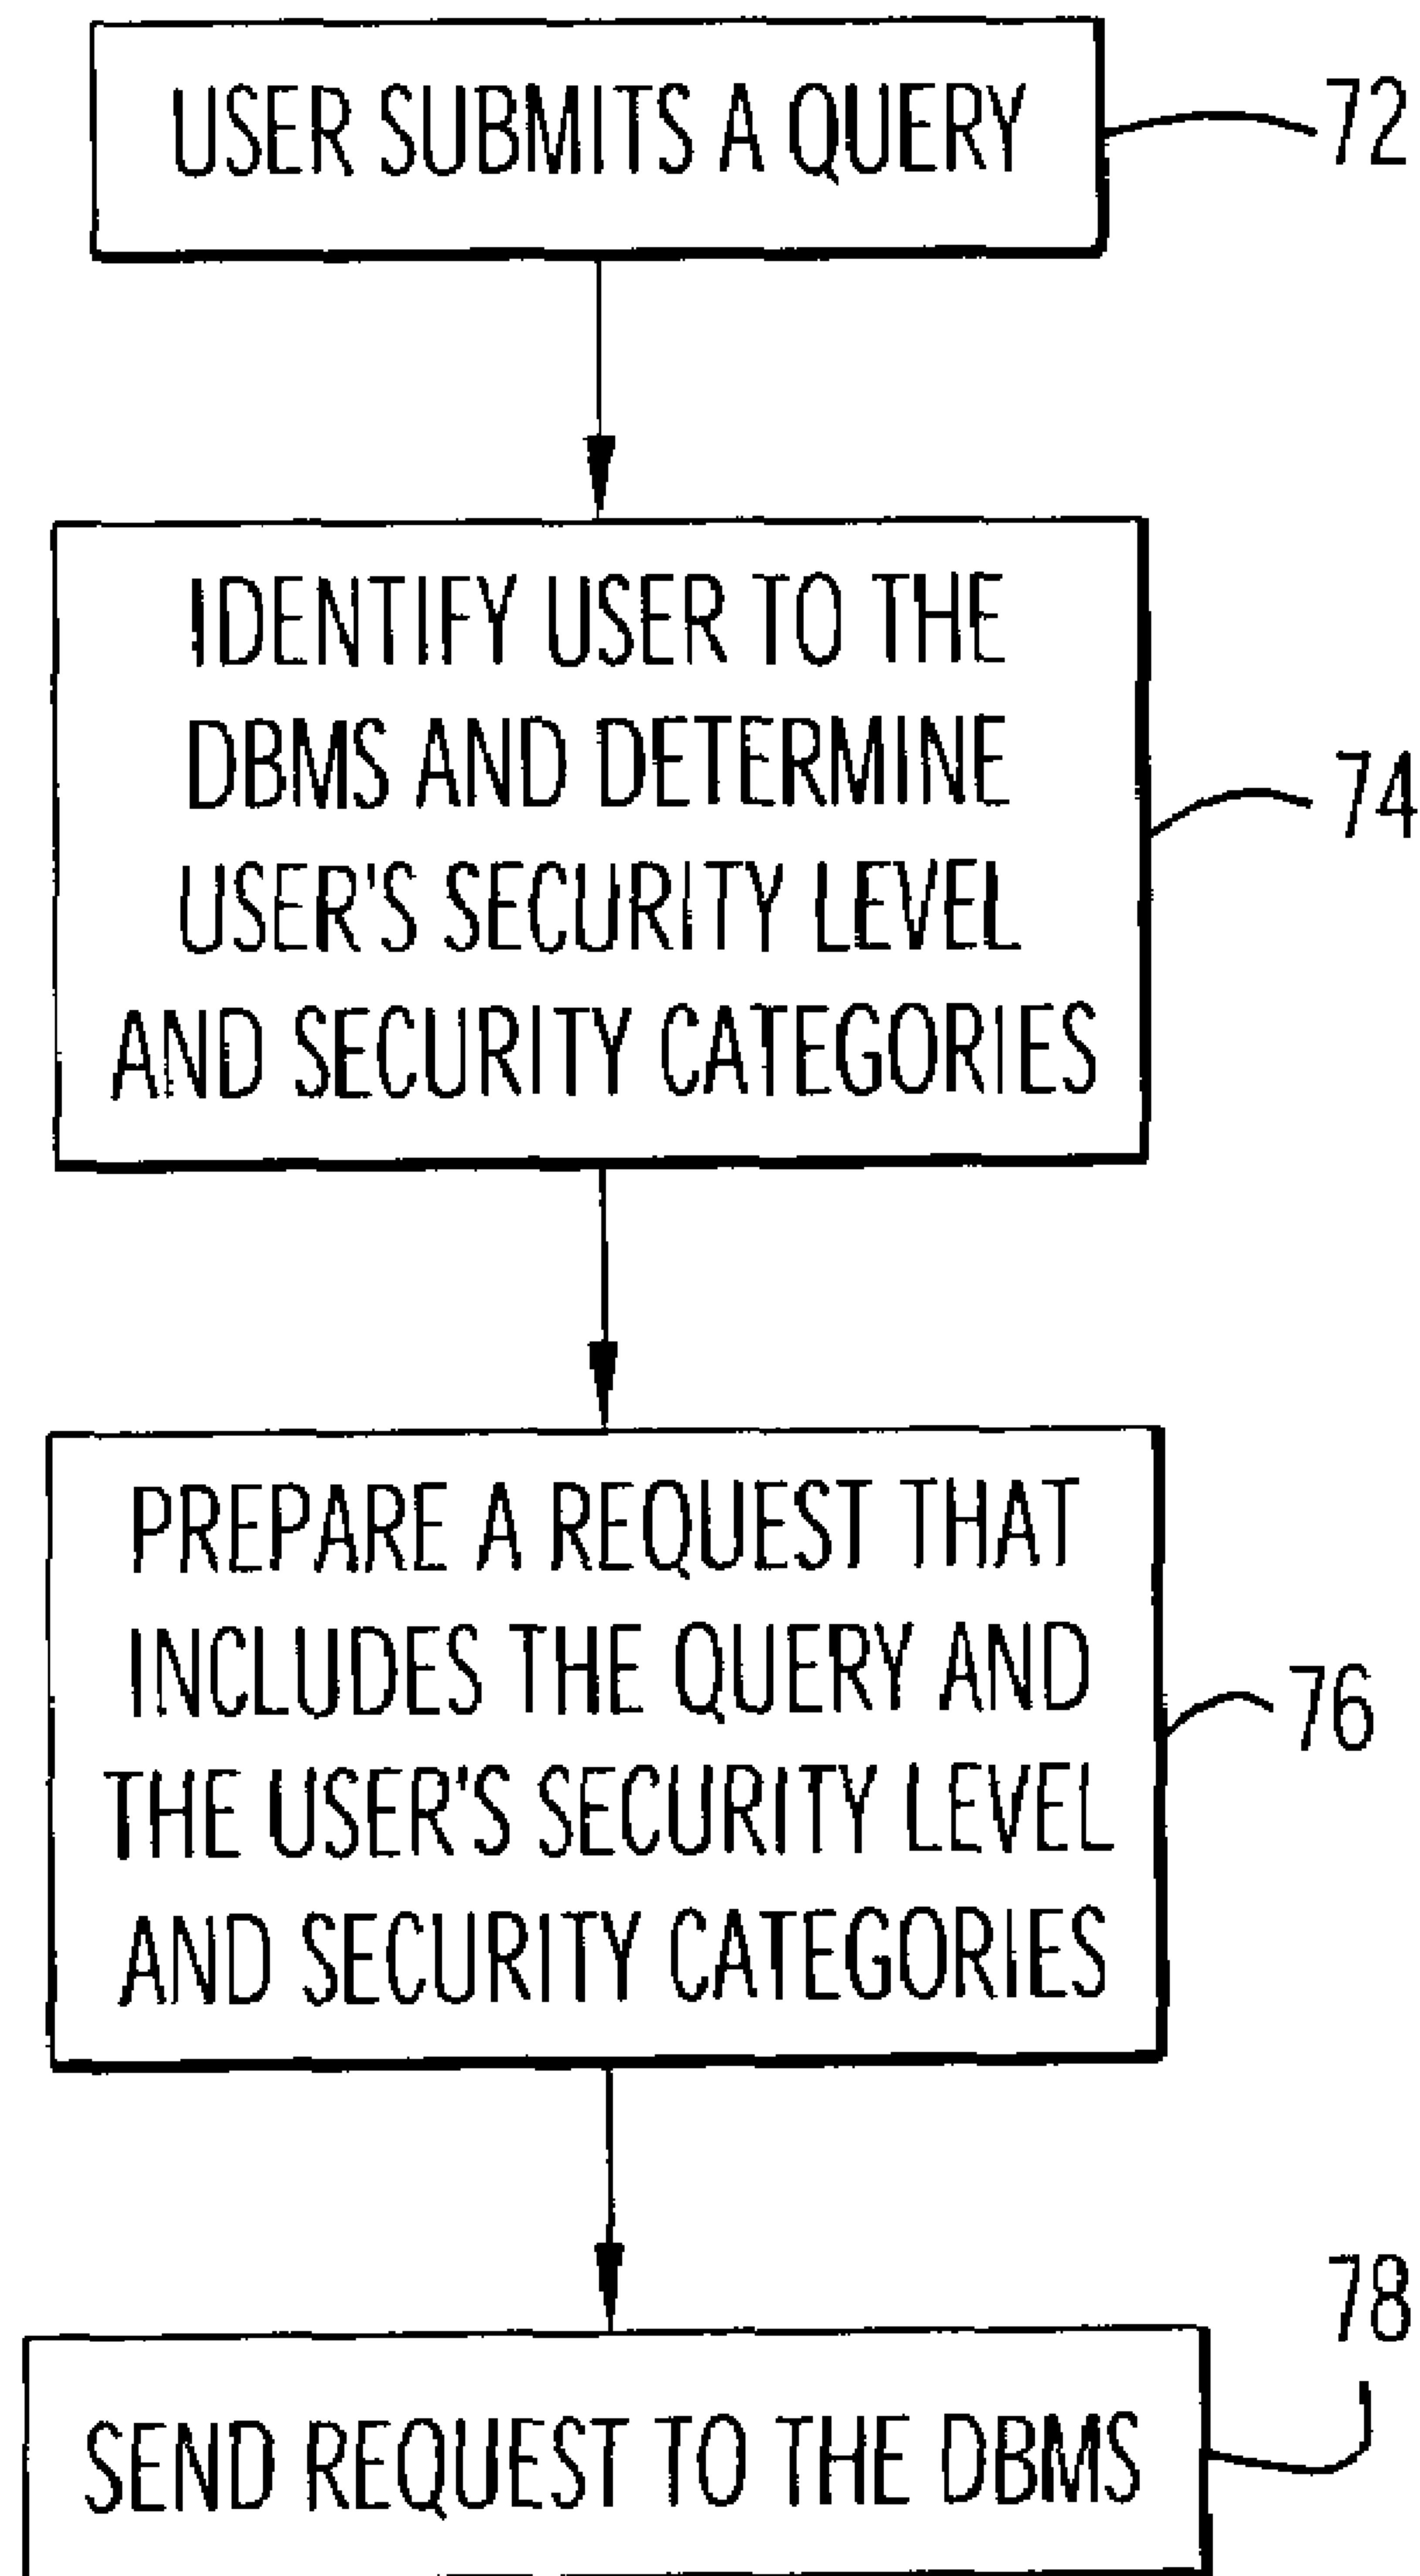 USER SUBMITS A QUERY
72
IDENTIFY USER TO THE
DBMS AND DETERMINE
USER'S SECURITY LEVEL
AND SECURITY CATEGORIES
74
PREPARE A REQUEST THAT
INCLUDES THE QUERY AND
THE USER'S SECURITY LEVEL
AND SECURITY CATEGORIES
76
78
SEND REQUEST TO THE DBMS